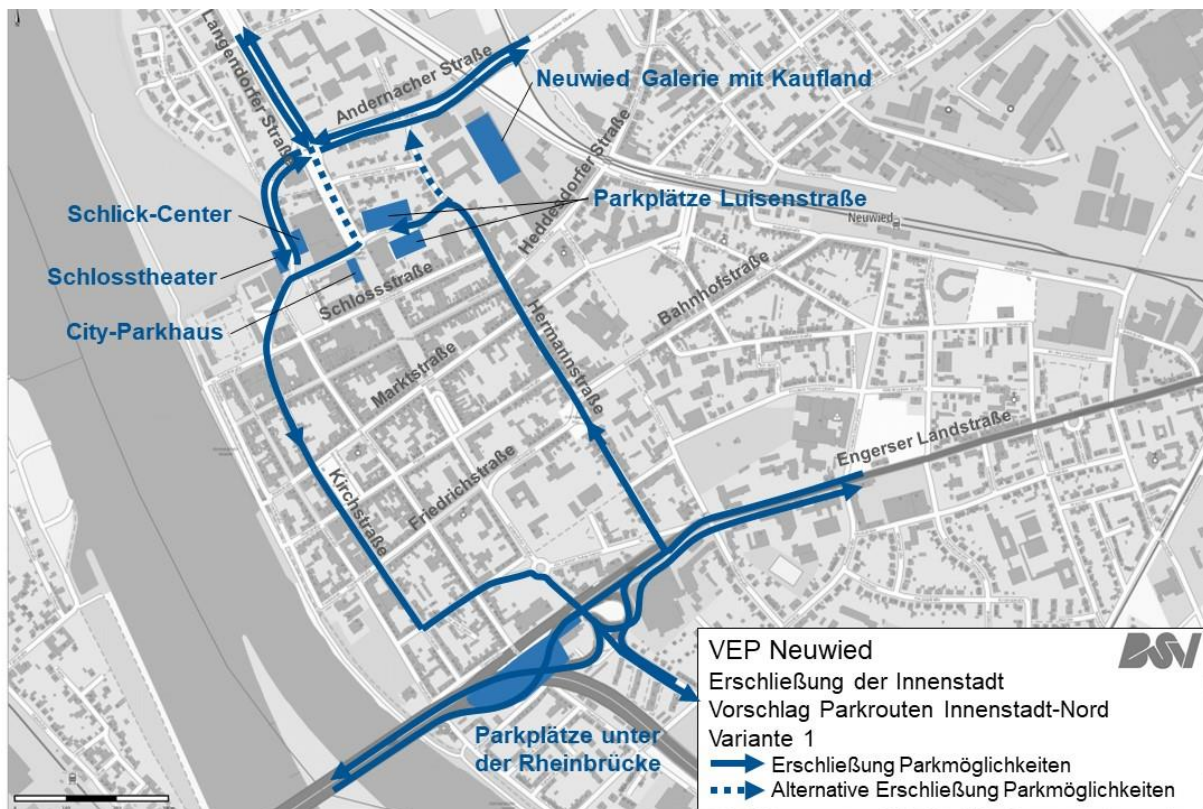 Langendorfer Straße
Andernacher Straße
Neuwied Galerie mit Kaufland
Heddendorfer Straße
Schlick-Center
Parkplätze Luisenstraße
Neuwied
Schlosstheater
Schlossstraße
Bahnhofstraße
City-Parkhaus
Hermannstraße
Marktstraße
Engerser Landstraße
Friedrichstraße
Kirchstraße
Parkplätze unter
der Rheinbrücke
VEP Neuwied
BSV
Erschließung der Innenstadt
Vorschlag Parkrouten Innenstadt-Nord
Variante 1
Erschließung Parkmöglichkeiten
Alternative Erschließung Parkmöglichkeiten